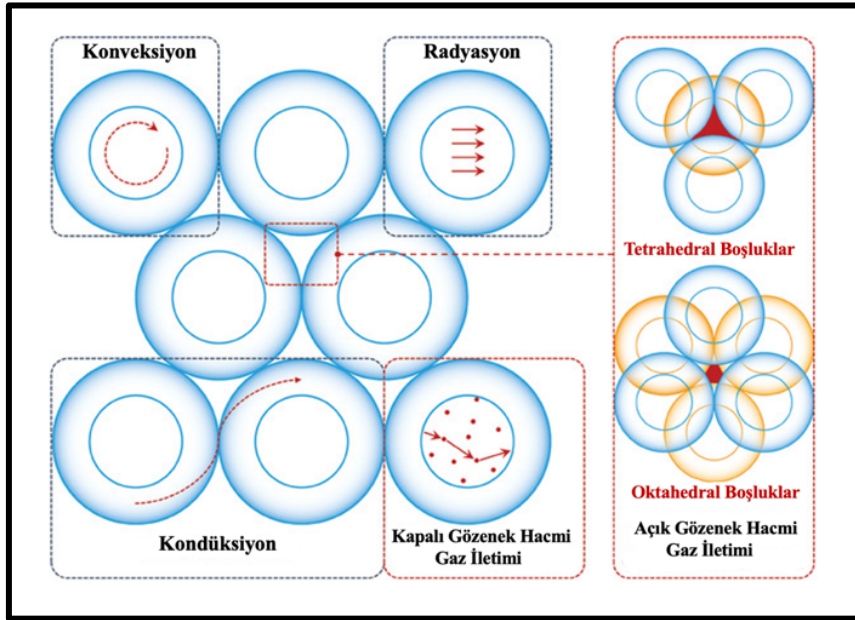 Konveksiyon
Radyasyon
Tetrahedral Boşluklar
Oktahedral Boşluklar
Kondüksiyon
Kapalı Gözenek Hacmi
Gaz İletimi
Açık Gözenek Hacmi
Gaz İletimi